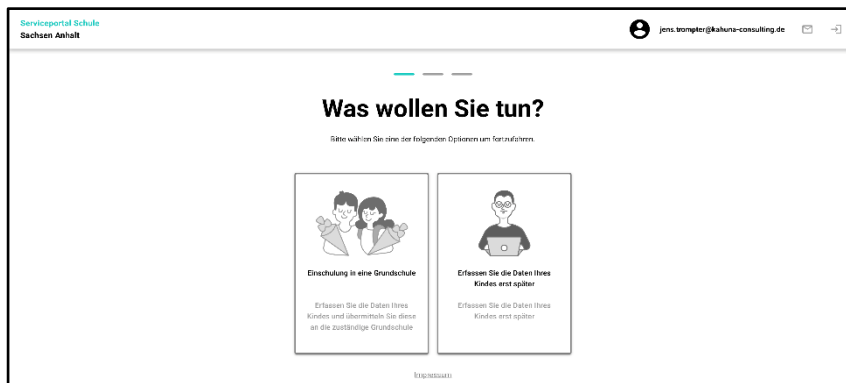 Serviceportal Schule
Sachsen Anhalt
jens.trompter@kahuna-consulting.de
Was wollen Sie tun?
Bitte wählen Sie eine der folgenden Optionen um fortzufahren.
Einschulung in eine Grundschule
Erfassen Sie die Daten Ihres
Kindes und übermitteln Sie diese
an die zuständige Grundschule
Erfassen Sie die Daten Ihres
Kindes erst später
Erfassen Sie die Daten Ihres
Kindes erst später
Impressum